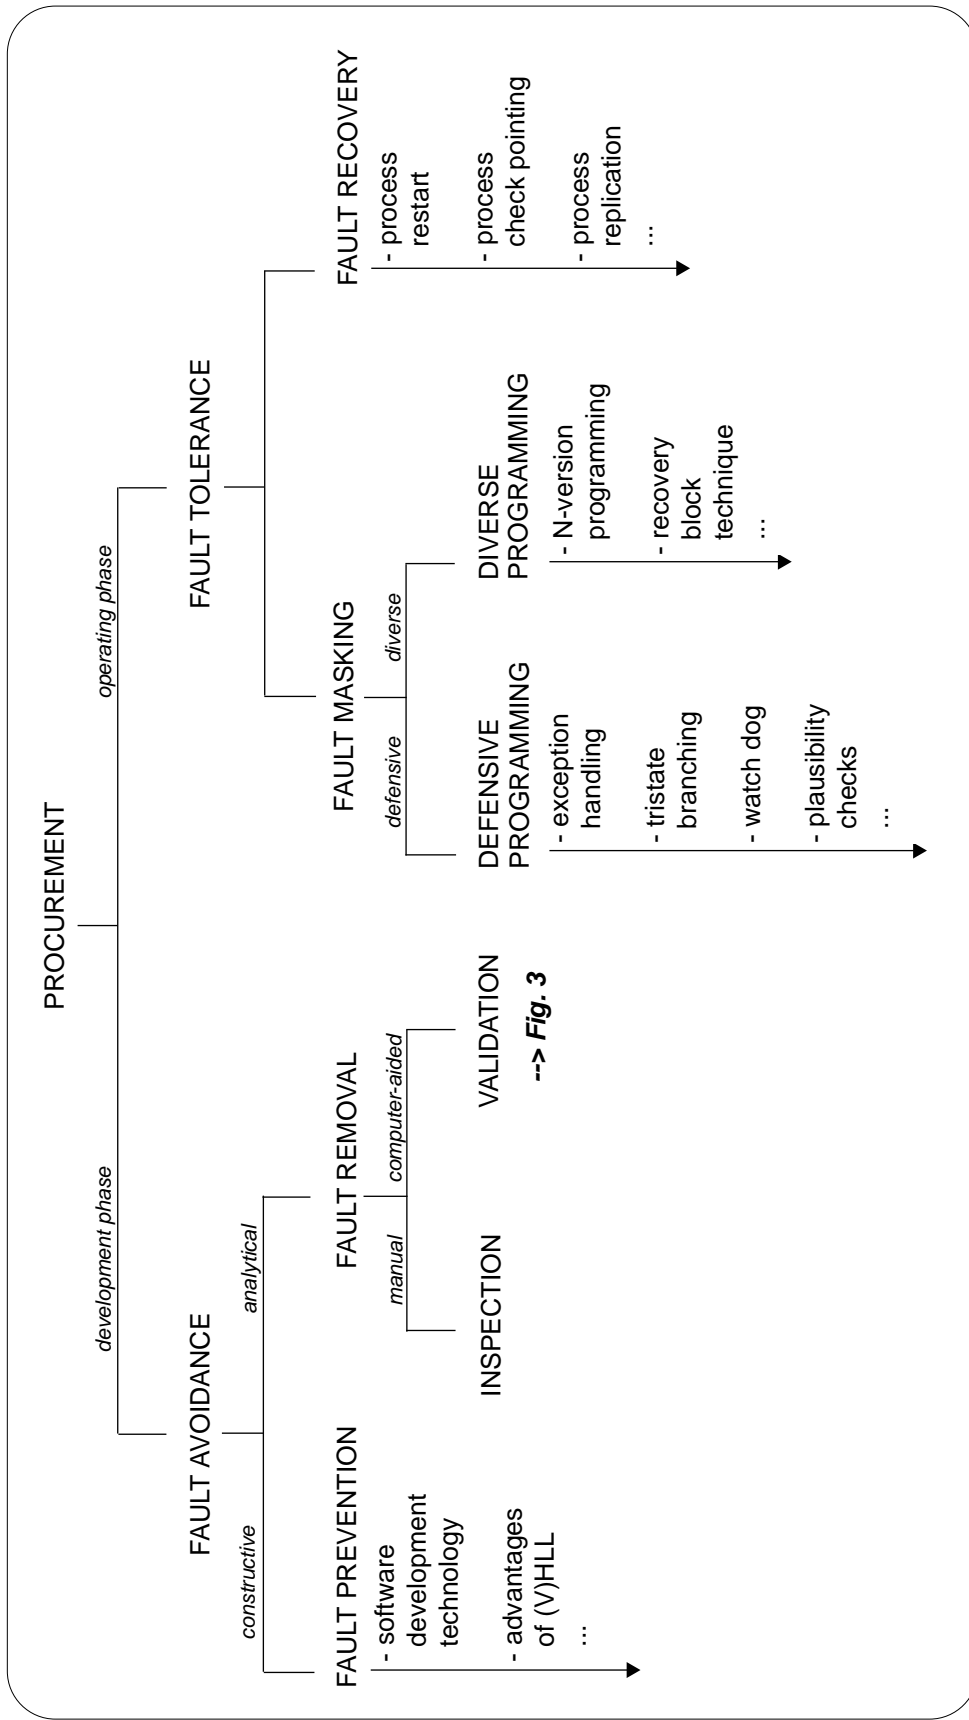 PROCUREMENT
development phase
operating phase
FAULT AVOIDANCE
FAULT TOLERANCE
constructive
analytical
FAULT PREVENTION
- software
development
technology
- advantages
of (V)HLL
...
FAULT REMOVAL
manual
computer-aided
INSPECTION
VALIDATION
--> Fig. 3
FAULT MASKING
defensive
diverse
DEFENSIVE
PROGRAMMING
- exception
handling
- tristate
branching
- watch dog
- plausibility
checks
...
DIVERSE
PROGRAMMING
- N-version
programming
- recovery
block
technique
...
FAULT RECOVERY
- process
restart
- process
check pointing
- process
replication
...